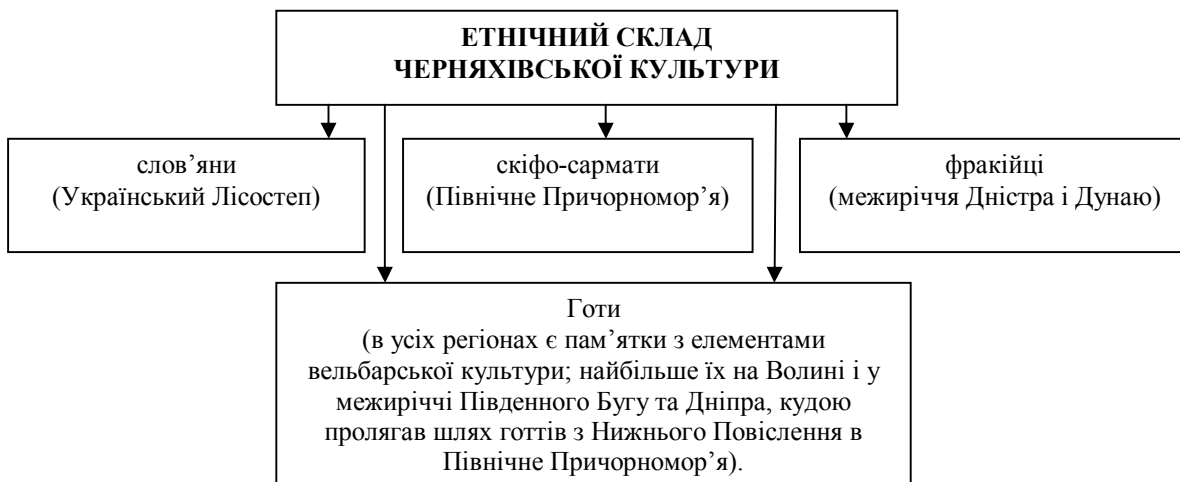 ЕТНІЧНИЙ СКЛАД
ЧЕРНЯХІВСЬКОЇ КУЛЬТУРИ
слов’яни
(Український Лісостеп)
скіфо-сармати
(Північне Причорномор’я)
фракійці
(межиріччя Дністра і Дунаю)
Готи
(в усіх регіонах є пам’ятки з елементами
вельбарської культури; найбільше їх на Волині і у
межиріччі Південного Бугу та Дніпра, кудою
пролягав шлях готтів з Нижнього Повіслення в
Північне Причорномор’я).